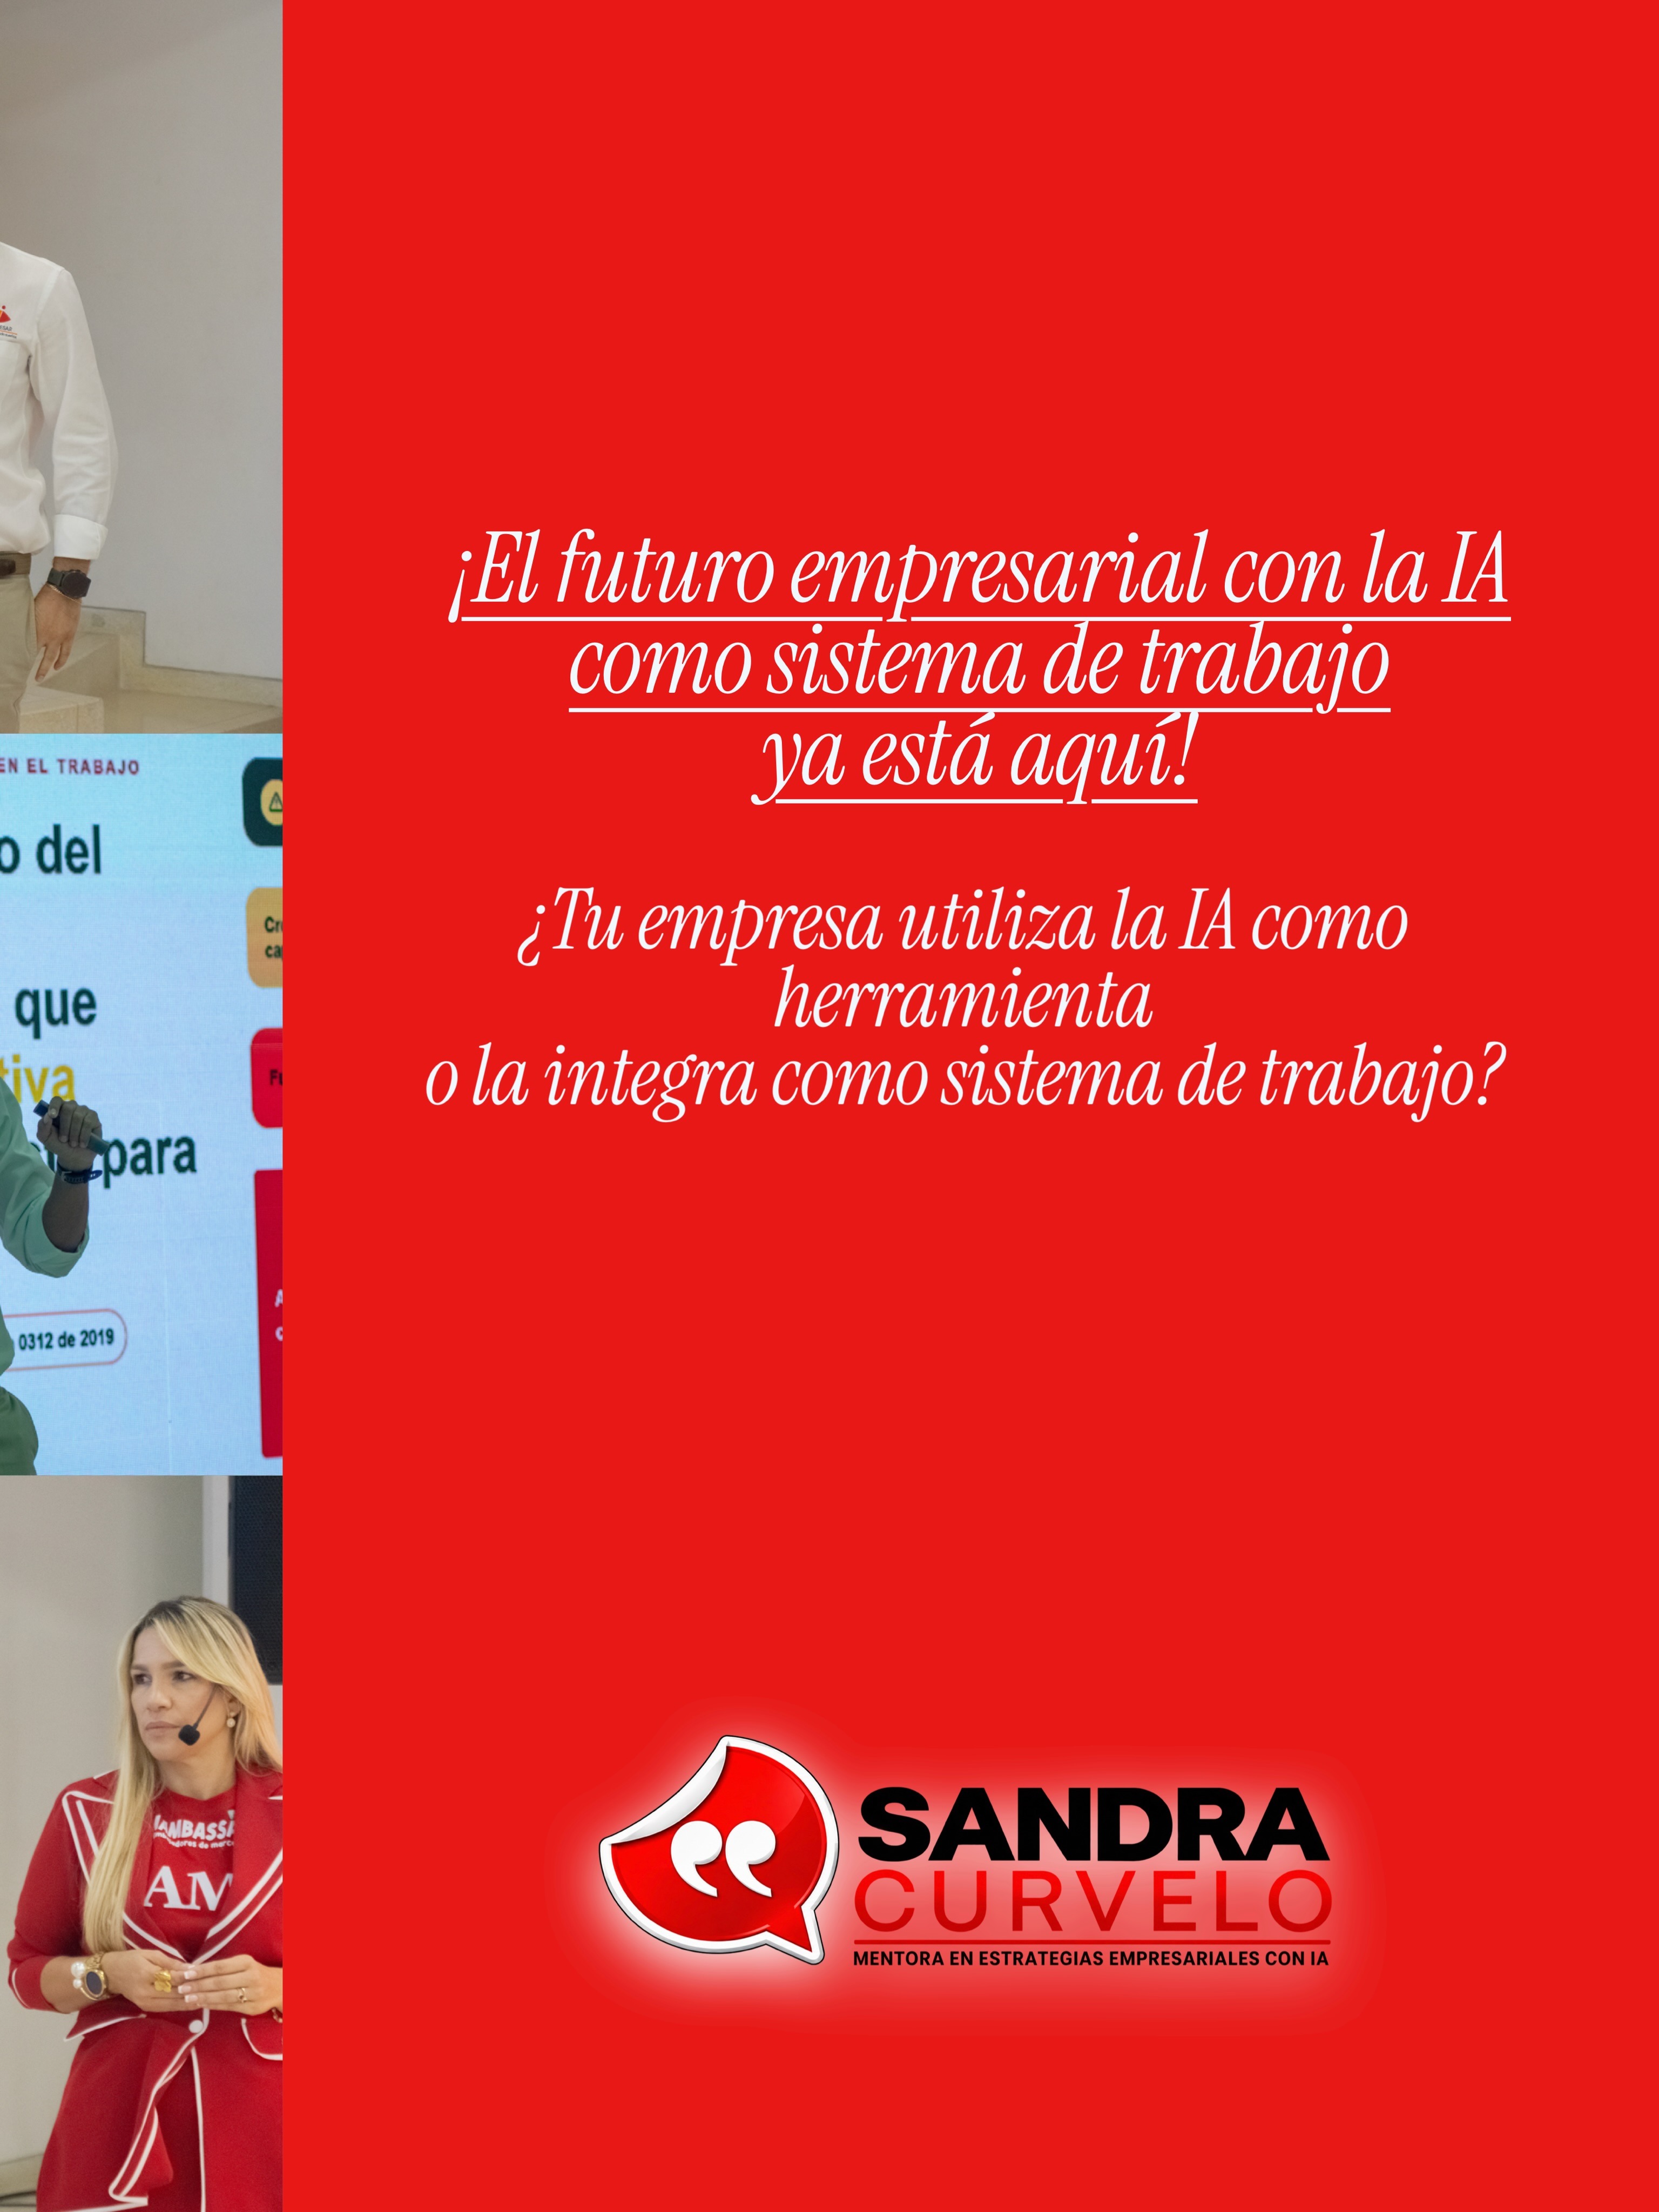 ¡El futuro empresarial con la IA
como sistema de trabajo
ya está aquí!
¿Tu empresa utiliza la IA como
herramienta
o la integra como sistema de trabajo?
EN EL TRABAJO
o del
que
tiva
para
0312 de 2019
AM
SANDRA
CURVELO
MENTORA EN ESTRATEGIAS EMPRESARIALES CON IA